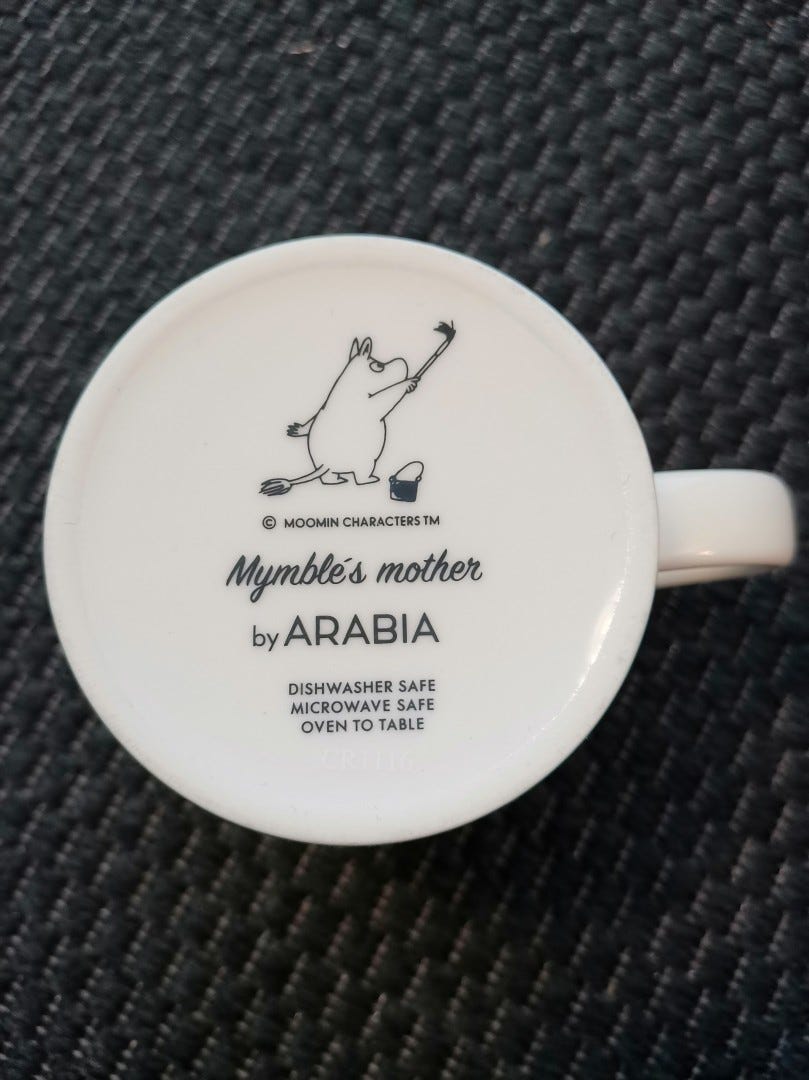 © MOOMIN CHARACTERS TM
Mymble´s mother
by ARABIA
DISHWASHER SAFE
MICROWAVE SAFE
OVEN TO TABLE